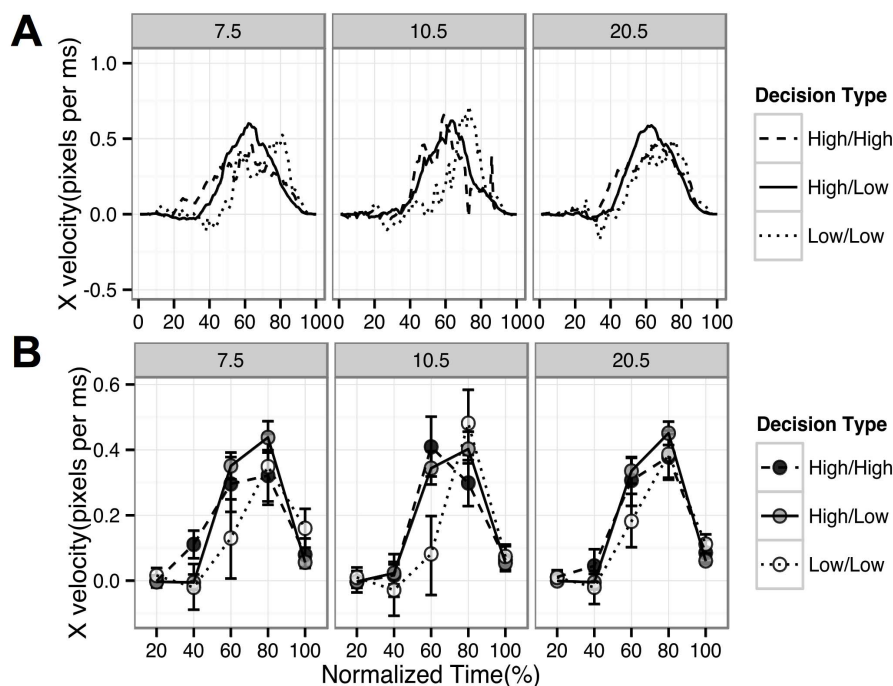 A
7.5 10.5 20.5
X velocity(pixels per ms)
1.0
0.5
0.0
-0.5
0 20 40 60 80 100 0 20 40 60 80 100 0 20 40 60 80 100
Decision Type
High/High
High/Low
Low/Low
B
7.5 10.5 20.5
X velocity(pixels per ms)
0.6
0.4
0.2
0.0
20 40 60 80 100 20 40 60 80 100 20 40 60 80 100
Normalized Time(%)
Decision Type
High/High
High/Low
Low/Low